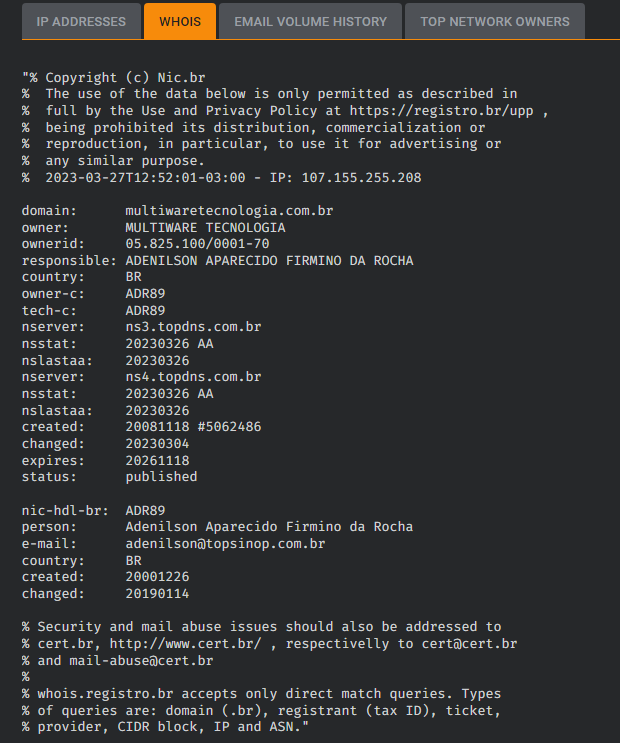 IP ADDRESSES WHOIS EMAIL VOLUME HISTORY TOP NETWORK OWNERS
"% Copyright (c) Nic.br
% The use of the data below is only permitted as described in
% full by the Use and Privacy Policy at https://registro.br/upp ,
% being prohibited its distribution, commercialization or
% reproduction, in particular, to use it for advertising or
% any similar purpose.
% 2023-03-27T12:52:01-03:00 - IP: 107.155.255.208
domain: multiwaretecnologia.com.br
owner: MULTIWARE TECNOLOGIA
ownerid: 05.825.100/0001-70
responsible: ADENILSON APARECIDO FIRMINO DA ROCHA
country: BR
owner-c: ADR89
tech-c: ADR89
nserver: ns3.topdns.com.br
nsstat: 20230326 AA
nslastaa: 20230326
nserver: ns4.topdns.com.br
nsstat: 20230326 AA
nslastaa: 20230326
created: 20081118 #5062486
changed: 20230304
expires: 20261118
status: published
nic-hdl-br: ADR89
person: Adenilson Aparecido Firmino da Rocha
e-mail: adenilson@topsinop.com.br
country: BR
created: 20001226
changed: 20190114
% Security and mail abuse issues should also be addressed to
% cert.br, http://www.cert.br/ , respectivelly to cert@cert.br
% and mail-abuse@cert.br
%
% whois.registro.br accepts only direct match queries. Types
% of queries are: domain (.br), registrant (tax ID), ticket,
% provider, CIDR block, IP and ASN."